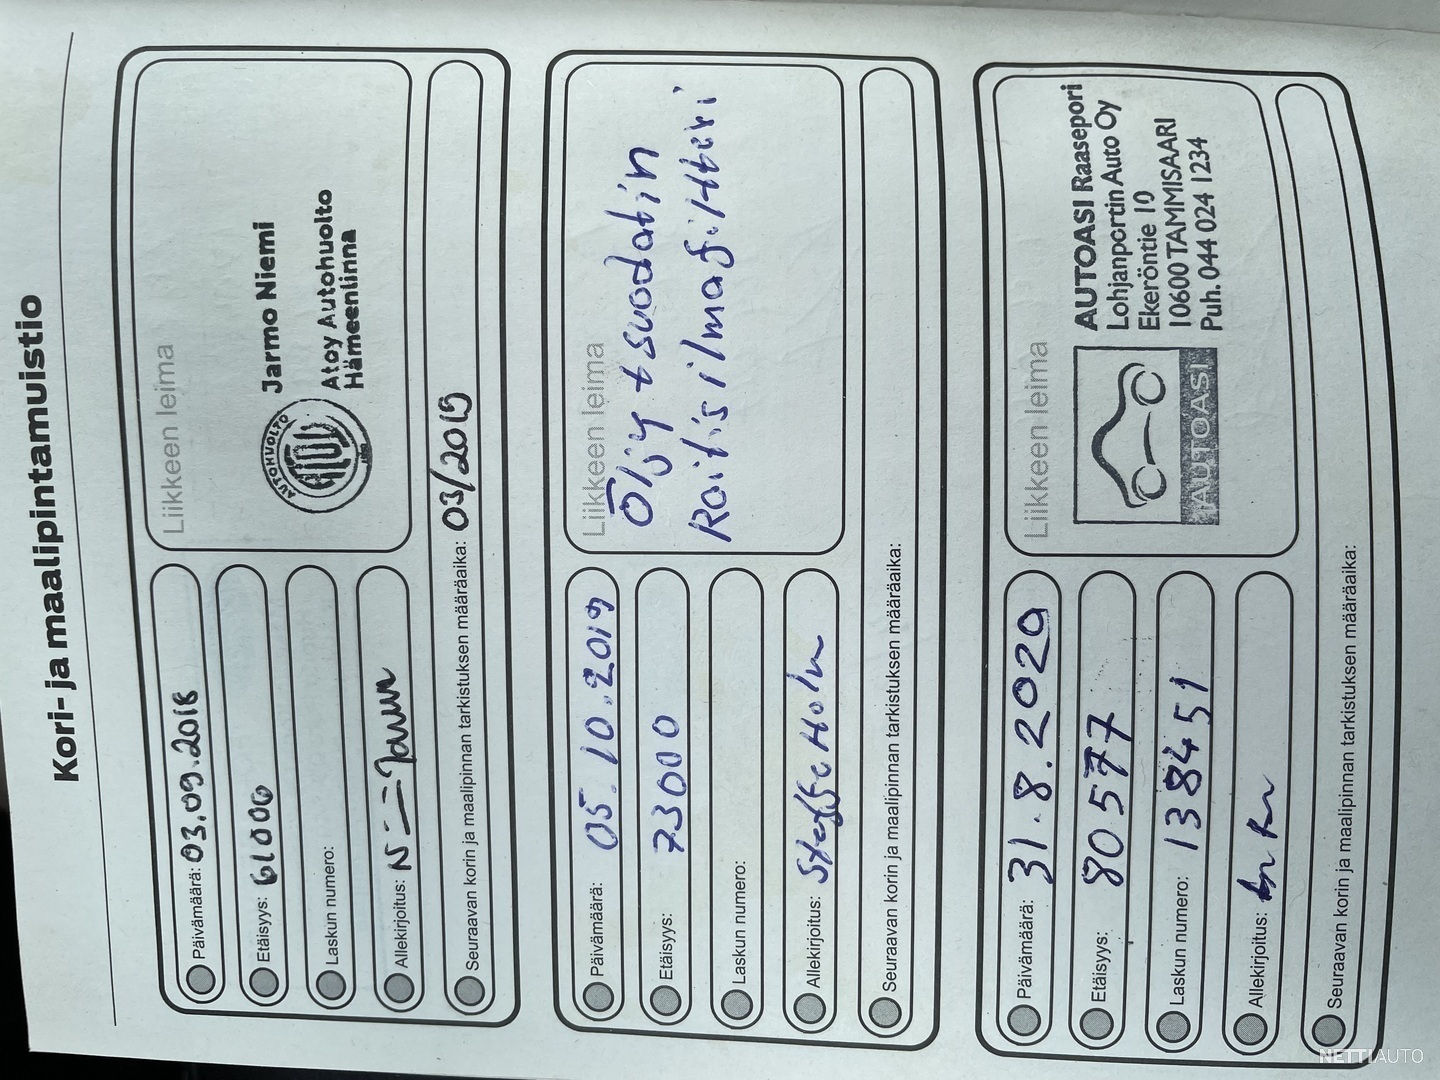 Kori- ja maalipintamuistio
Päivämäärä: 03.09.2018
Etäisyys: 61000
Laskun numero:
Allekirjoitus:
Seuraavan korin ja maalipinnan tarkistuksen määräaika: 03/2019
Liikkeen leima
AUTOHUOLTO
Jarmo Niemi
Atoy Autohuolto
Hämeenlinna
Päivämäärä: 05.10.2019
Etäisyys: 73000
Laskun numero:
Allekirjoitus: Steffe Holm
Seuraavan korin ja maalipinnan tarkistuksen määräaika:
Liikkeen leima
Öljy + suodatin
Raitisilmafiltteri
Päivämäärä: 31.8.2020
Etäisyys: 80577
Laskun numero: 138451
Allekirjoitus:
Seuraavan korin ja maalipinnan tarkistuksen määräaika:
Liikkeen leima
AUTOASI
AUTOASI Raasepori
Lohjanportin Auto Oy
Ekeröntie 10
10600 TAMMISAARI
Puh. 044 024 1234
NETTIAUTO